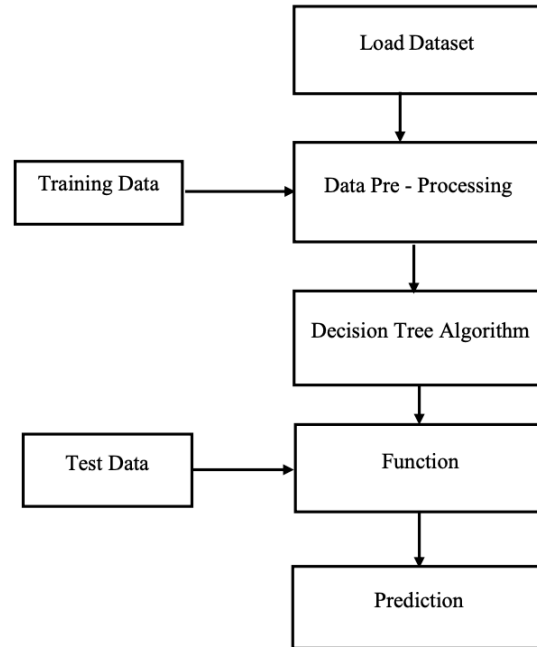 Load Dataset
Training Data
Data Pre - Processing
Decision Tree Algorithm
Test Data
Function
Prediction